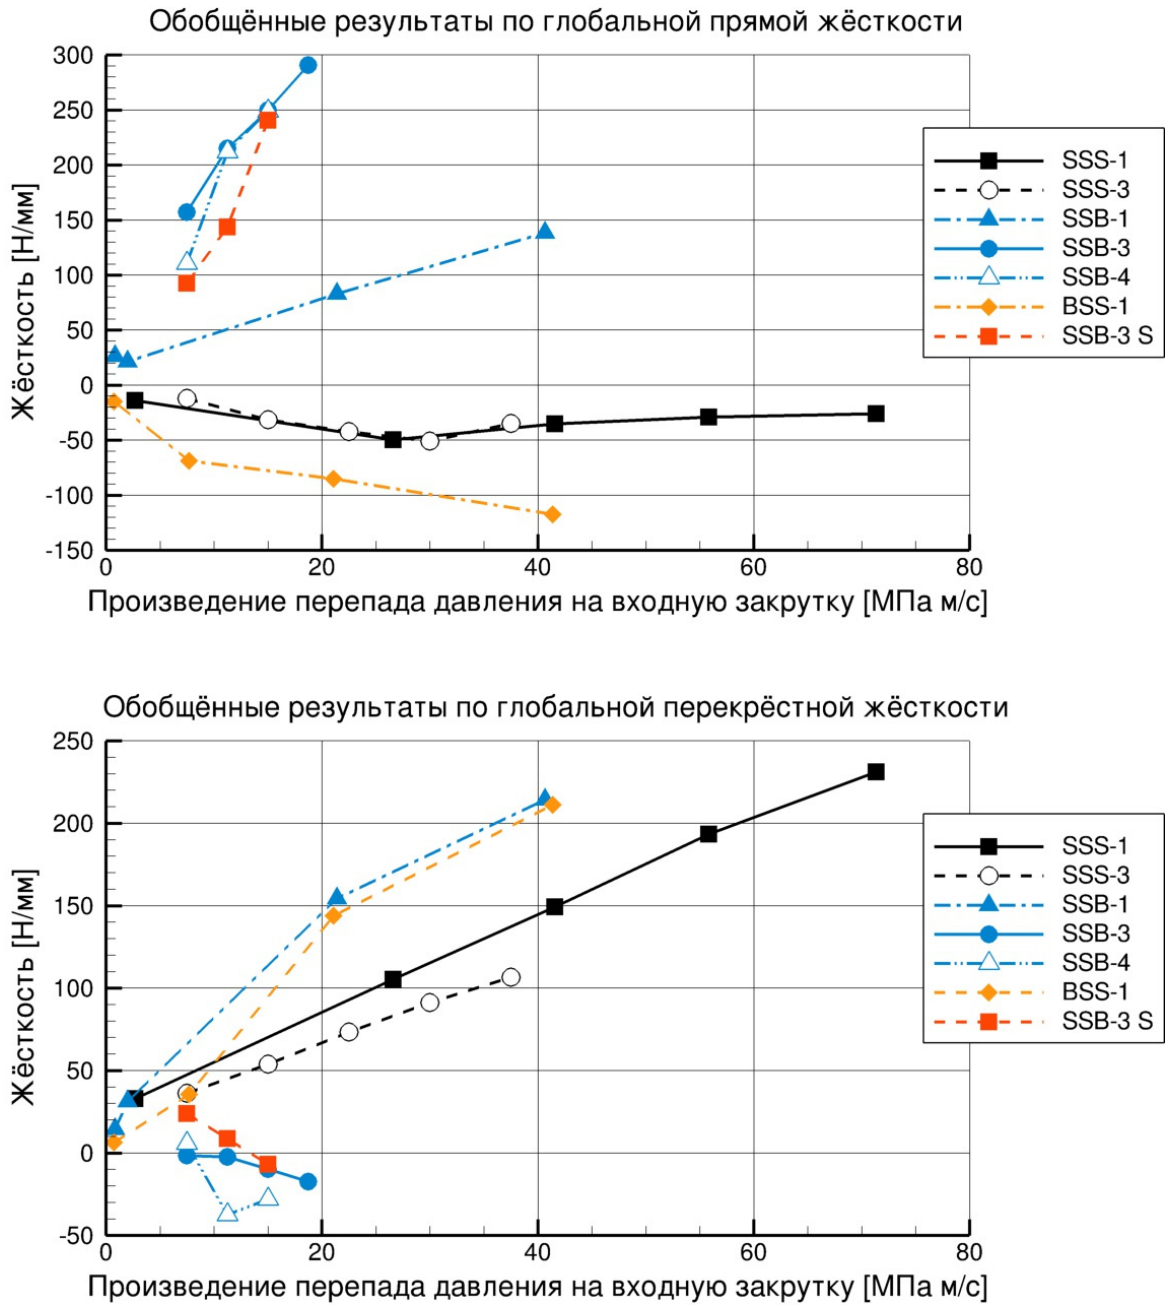 Обобщённые результаты по глобальной прямой жёсткости
300
250
200
150
100
50
0
-50
-100
-150
Жёсткость [Н/мм]
0 20 40 60 80
Произведение перепада давления на входную закрутку [МПа м/с]
SSS-1
SSS-3
SSB-1
SSB-3
SSB-4
BSS-1
SSB-3 S
Обобщённые результаты по глобальной перекрёстной жёсткости
250
200
150
100
50
0
-50
Жёсткость [Н/мм]
0 20 40 60 80
Произведение перепада давления на входную закрутку [МПа м/с]
SSS-1
SSS-3
SSB-1
SSB-3
SSB-4
BSS-1
SSB-3 S